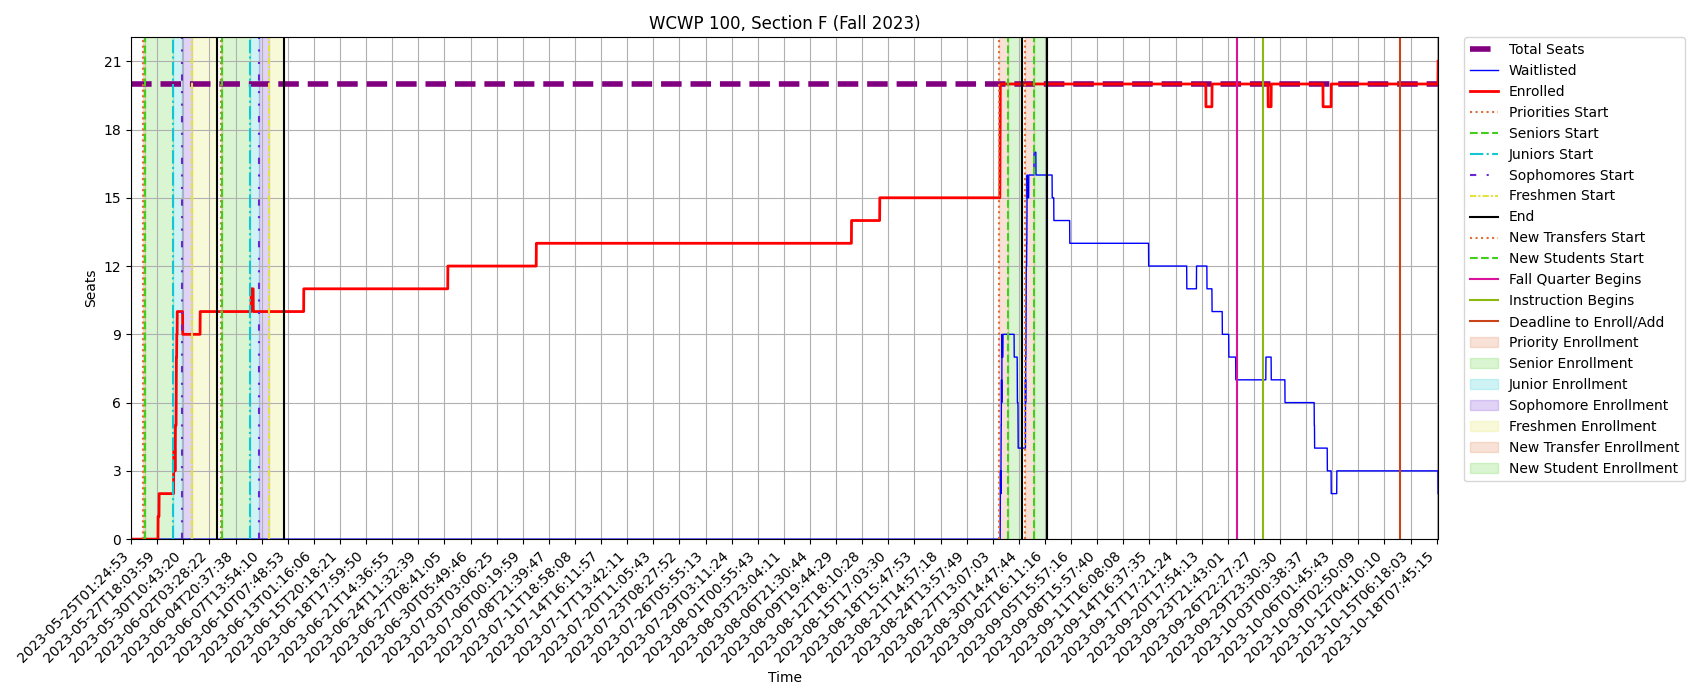 WCWP 100, Section F (Fall 2023)
Seats
21
18
15
12
9
6
3
0
2023-05-25T01:24:53
2023-05-27T18:03:59
2023-05-30T10:43:20
2023-06-02T03:28:22
2023-06-04T20:37:38
2023-06-07T13:54:10
2023-06-10T07:48:53
2023-06-13T01:16:06
2023-06-15T20:18:21
2023-06-18T17:59:50
2023-06-21T14:36:55
2023-06-24T11:32:39
2023-06-27T08:41:05
2023-06-30T05:49:46
2023-07-03T03:06:25
2023-07-06T00:19:59
2023-07-08T21:39:47
2023-07-11T18:58:08
2023-07-14T16:11:57
2023-07-17T13:42:11
2023-07-20T11:05:43
2023-07-23T08:27:52
2023-07-26T05:55:13
2023-07-29T03:11:24
2023-08-01T00:55:43
2023-08-03T23:04:11
2023-08-06T21:30:44
2023-08-09T19:44:29
2023-08-12T18:10:28
2023-08-15T17:03:30
2023-08-18T15:47:53
2023-08-21T14:57:18
2023-08-24T13:57:49
2023-08-27T13:07:03
2023-08-30T14:47:44
2023-09-02T16:11:16
2023-09-05T15:57:16
2023-09-08T15:57:40
2023-09-11T16:08:08
2023-09-14T16:37:35
2023-09-17T17:21:24
2023-09-20T17:54:13
2023-09-23T21:43:01
2023-09-26T22:27:27
2023-09-29T23:30:30
2023-10-03T00:38:37
2023-10-06T01:45:43
2023-10-09T02:50:09
2023-10-12T04:10:16
2023-10-15T06:18:03
2023-10-18T07:45:15
Time
Total Seats
Waitlisted
Enrolled
Priorities Start
Seniors Start
Juniors Start
Sophomores Start
Freshmen Start
End
New Transfers Start
New Students Start
Fall Quarter Begins
Instruction Begins
Deadline to Enroll/Add
Priority Enrollment
Senior Enrollment
Junior Enrollment
Sophomore Enrollment
Freshmen Enrollment
New Transfer Enrollment
New Student Enrollment